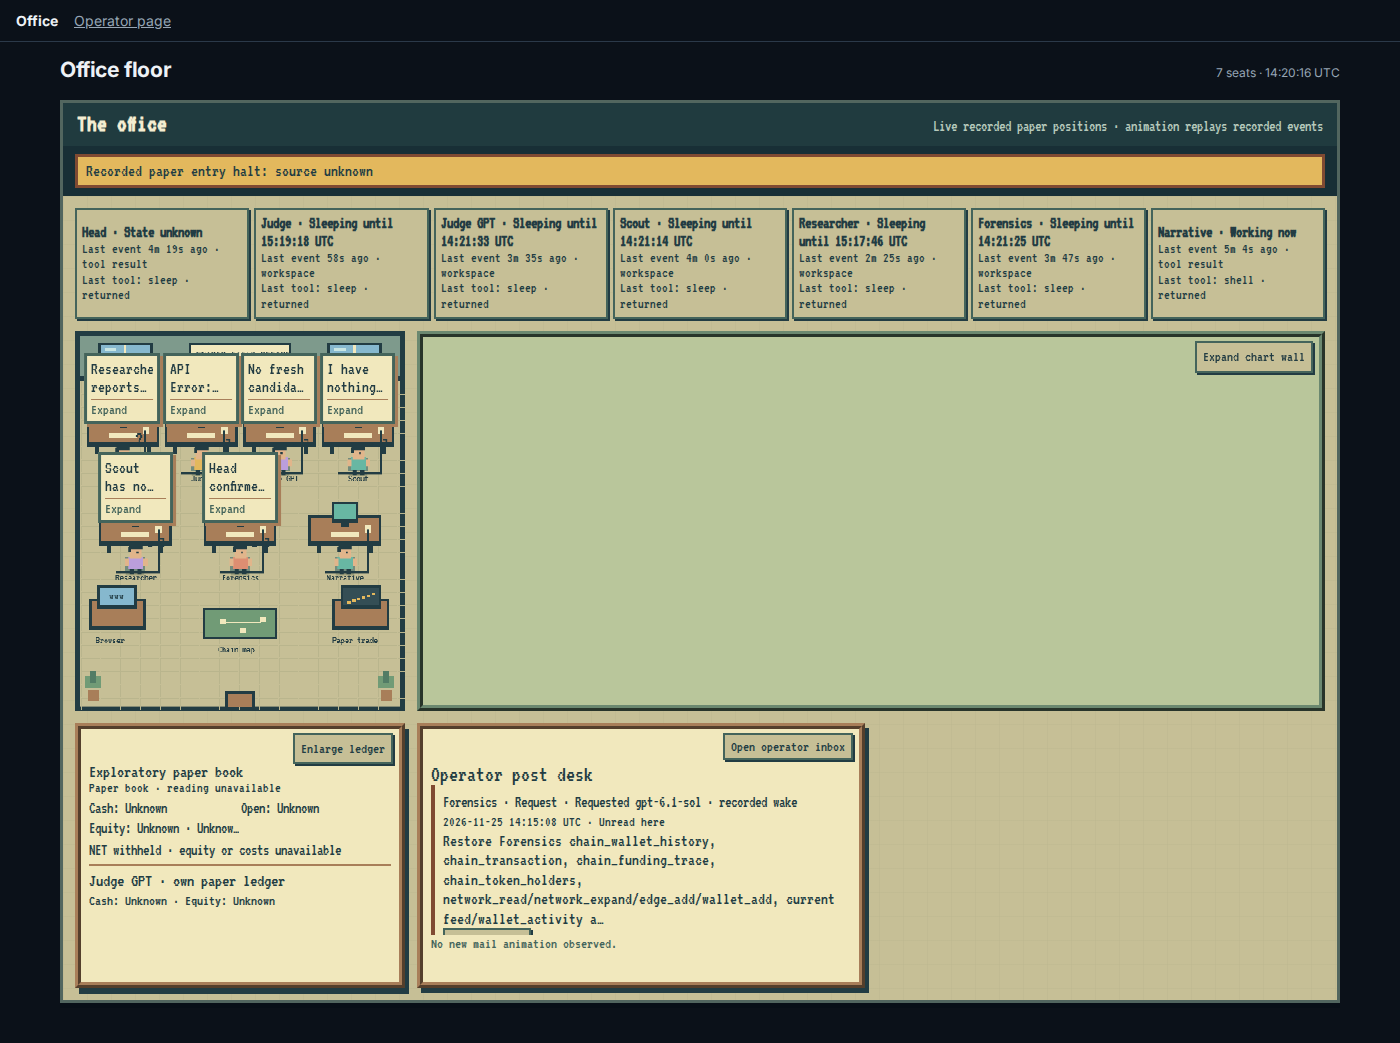 Office Operator page
Office floor
7 seats · 14:20:16 UTC
The office
Live recorded paper positions · animation replays recorded events
Recorded paper entry halt: source unknown
Head · State unknown
Last event 4m 19s ago ·
tool result
Last tool: sleep ·
returned
Judge · Sleeping until
15:19:18 UTC
Last event 58s ago ·
workspace
Last tool: sleep ·
returned
Judge GPT · Sleeping until
14:21:33 UTC
Last event 3m 35s ago ·
workspace
Last tool: sleep ·
returned
Scout · Sleeping until
14:21:14 UTC
Last event 4m 0s ago ·
workspace
Last tool: sleep ·
returned
Researcher · Sleeping
until 15:17:46 UTC
Last event 2m 25s ago ·
workspace
Last tool: sleep ·
returned
Forensics · Sleeping until
14:21:25 UTC
Last event 3m 47s ago ·
workspace
Last tool: sleep ·
returned
Narrative · Working now
Last event 5m 4s ago ·
tool result
Last tool: shell ·
returned
Researche
reports…
Expand
API
Error:…
Expand
No fresh
candida…
Expand
I have
nothing…
Expand
Scout
Scout
has no…
Expand
Head
confirme…
Expand
Researcher
Forensics
Narrative
www
Browser
Chain map
Paper trade
Expand chart wall
Enlarge ledger
Exploratory paper book
Paper book · reading unavailable
Cash: Unknown Open: Unknown
Equity: Unknown · Unknow…
NET withheld · equity or costs unavailable
Judge GPT · own paper ledger
Cash: Unknown · Equity: Unknown
Open operator inbox
Operator post desk
Forensics · Request · Requested gpt-6.1-sol · recorded wake
2026-11-25 14:15:08 UTC · Unread here
Restore Forensics chain_wallet_history,
chain_transaction, chain_funding_trace,
chain_token_holders,
network_read/network_expand/edge_add/wallet_add, current
feed/wallet_activity a…
No new mail animation observed.